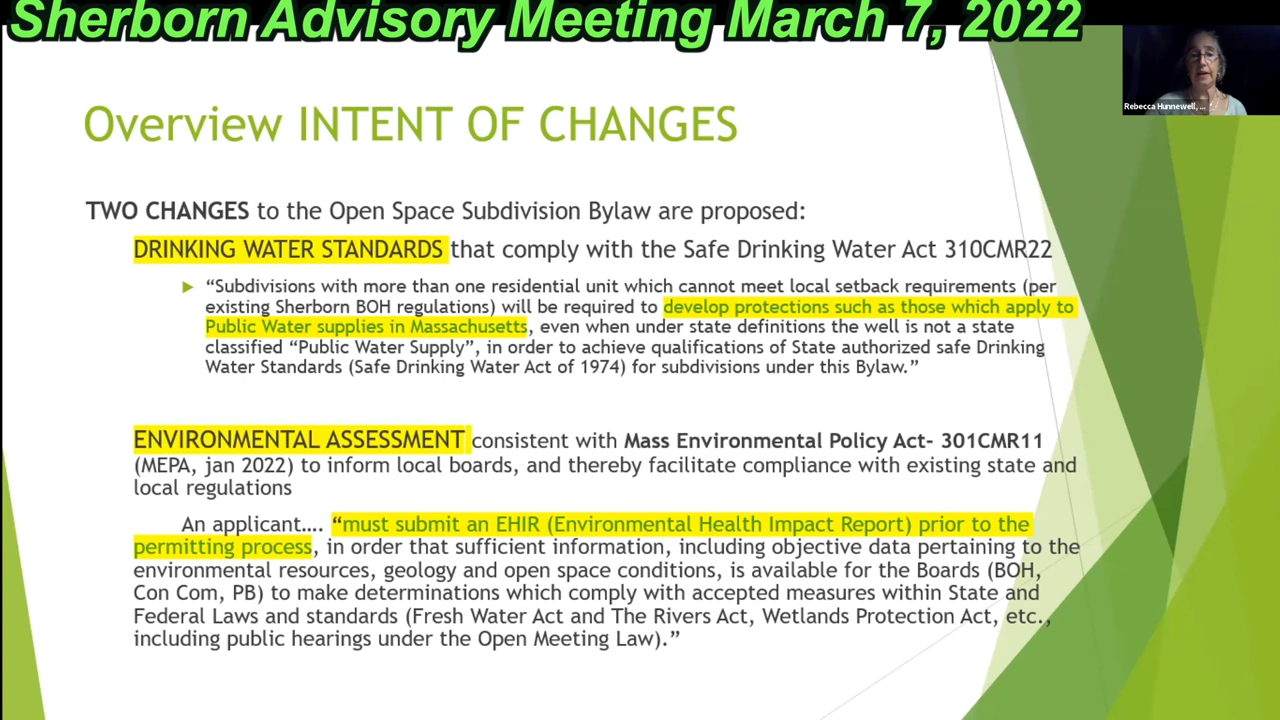 Sherborn Advisory Meeting March 7, 2022
Rebecca Hunnewell, ...
Overview INTENT OF CHANGES
TWO CHANGES to the Open Space Subdivision Bylaw are proposed:
DRINKING WATER STANDARDS that comply with the Safe Drinking Water Act 310CMR22
“Subdivisions with more than one residential unit which cannot meet local setback requirements (per
existing Sherborn BOH regulations) will be required to develop protections such as those which apply to
Public Water supplies in Massachusetts, even when under state definitions the well is not a state
classified “Public Water Supply”, in order to achieve qualifications of State authorized safe Drinking
Water Standards (Safe Drinking Water Act of 1974) for subdivisions under this Bylaw.”
ENVIRONMENTAL ASSESSMENT consistent with Mass Environmental Policy Act- 301CMR11
(MEPA, jan 2022) to inform local boards, and thereby facilitate compliance with existing state and
local regulations
An applicant…. “must submit an EHIR (Environmental Health Impact Report) prior to the
permitting process, in order that sufficient information, including objective data pertaining to the
environmental resources, geology and open space conditions, is available for the Boards (BOH,
Con Com, PB) to make determinations which comply with accepted measures within State and
Federal Laws and standards (Fresh Water Act and The Rivers Act, Wetlands Protection Act, etc.,
including public hearings under the Open Meeting Law).”